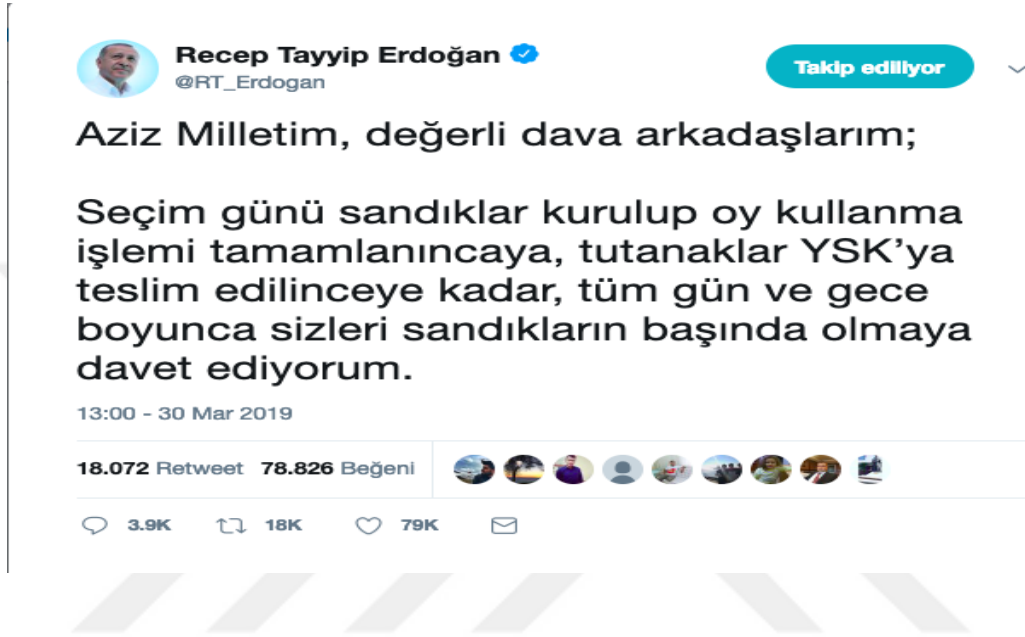 Recep Tayyip Erdoğan
@RT_Erdogan
Takip ediliyor
Aziz Milletim, değerli dava arkadaşlarım;
Seçim günü sandıklar kurulup oy kullanma
işlemi tamamlanıncaya, tutanaklar YSK’ya
teslim edilinceye kadar, tüm gün ve gece
boyunca sizleri sandıkların başında olmaya
davet ediyorum.
13:00 - 30 Mar 2019
18.072 Retweet 78.826 Beğeni
3.9K 18K 79K